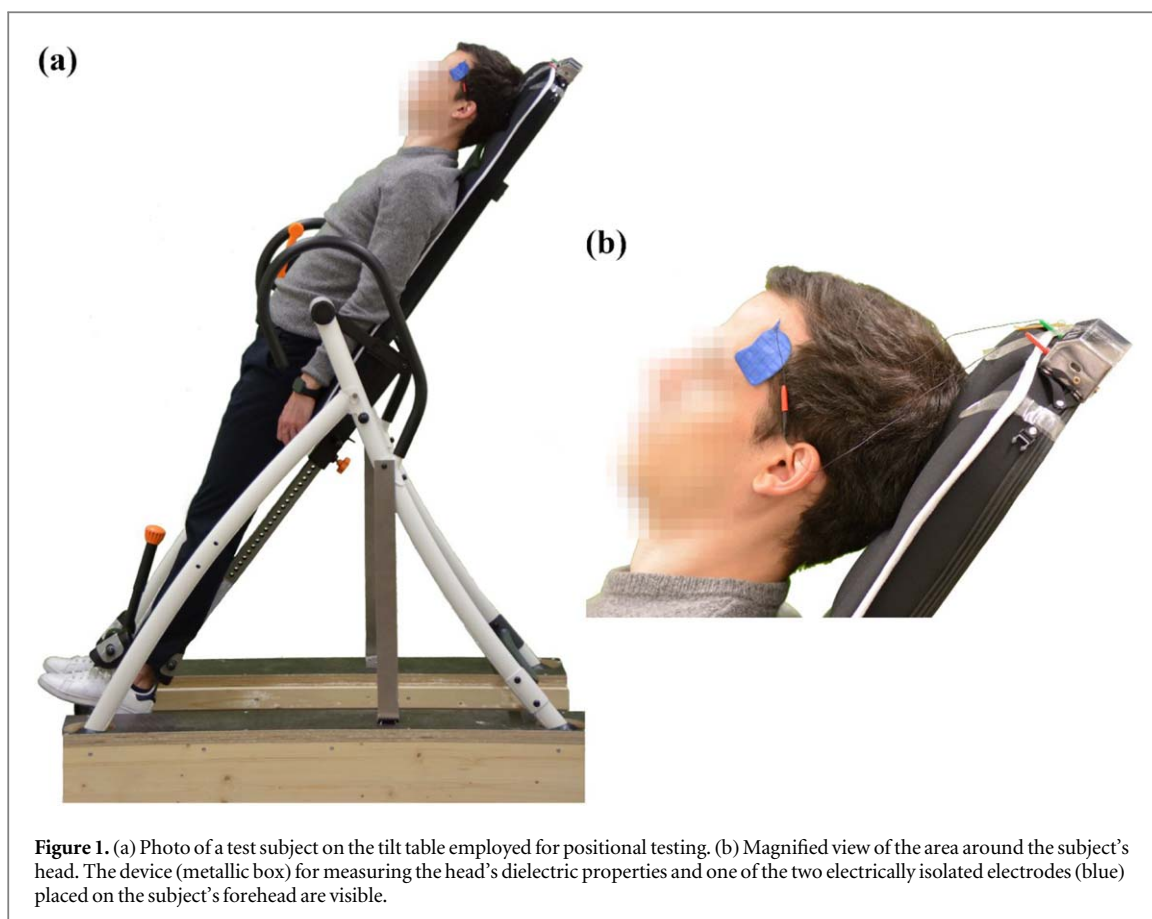 (a)
(b)
Figure 1. (a) Photo of a test subject on the tilt table employed for positional testing. (b) Magnified view of the area around the subject's
head. The device (metallic box) for measuring the head's dielectric properties and one of the two electrically isolated electrodes (blue)
placed on the subject's forehead are visible.